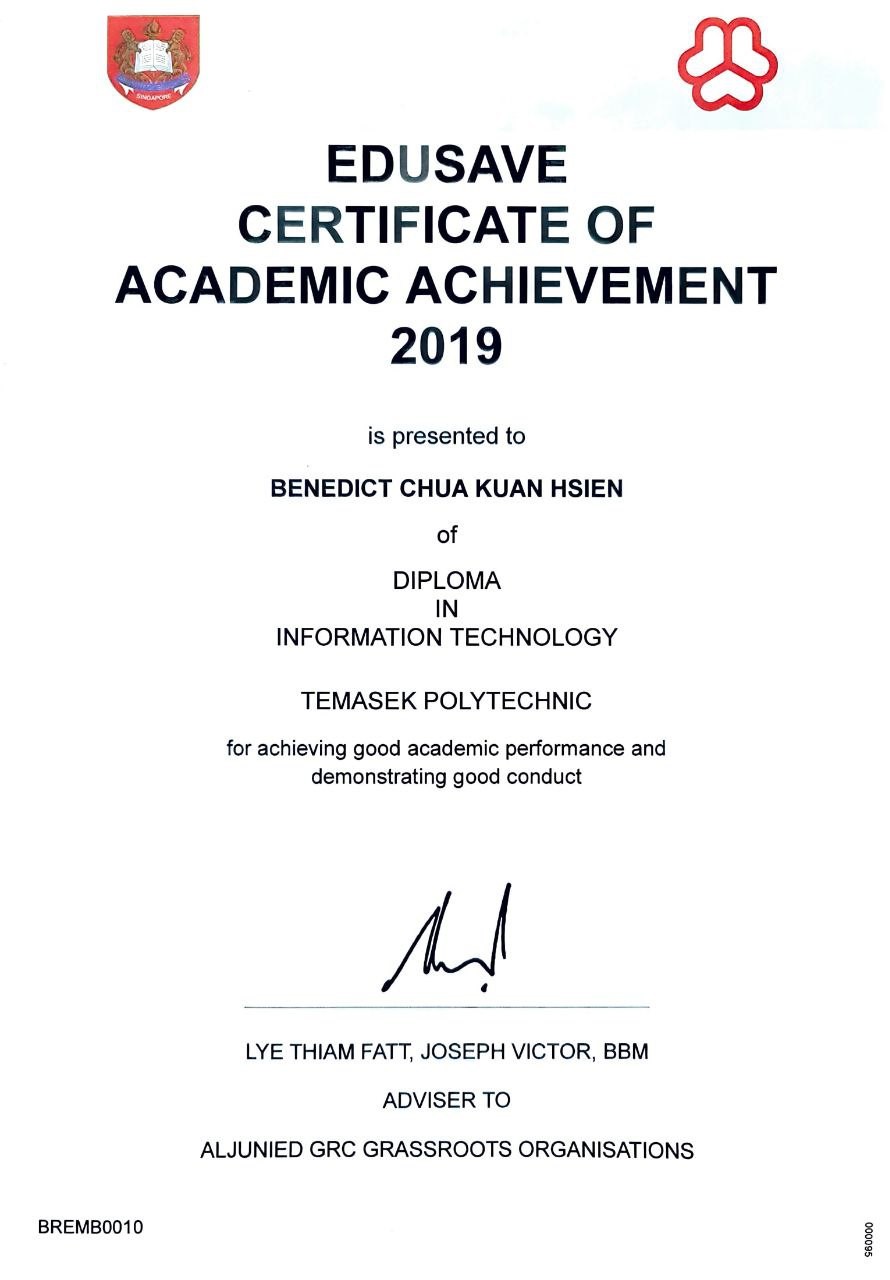 SINGAPORE
EDUSAVE
CERTIFICATE OF
ACADEMIC ACHIEVEMENT
2019
is presented to
BENEDICT CHUA KUAN HSIEN
of
DIPLOMA
IN
INFORMATION TECHNOLOGY
TEMASEK POLYTECHNIC
for achieving good academic performance and
demonstrating good conduct
LYE THIAM FATT, JOSEPH VICTOR, BBM
ADVISER TO
ALJUNIED GRC GRASSROOTS ORGANISATIONS
BREMB0010
000095